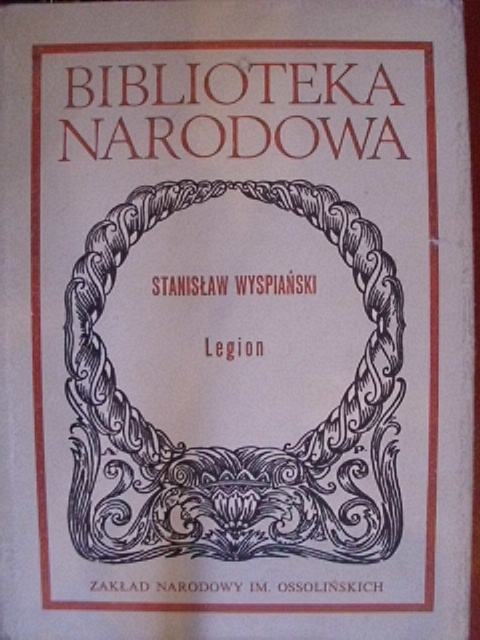 BIBLIOTEKA
NARODOWA
STANISŁAW WYSPIAŃSKI
Legion
ZAKŁAD NARODOWY IM. OSSOLIŃSKICH